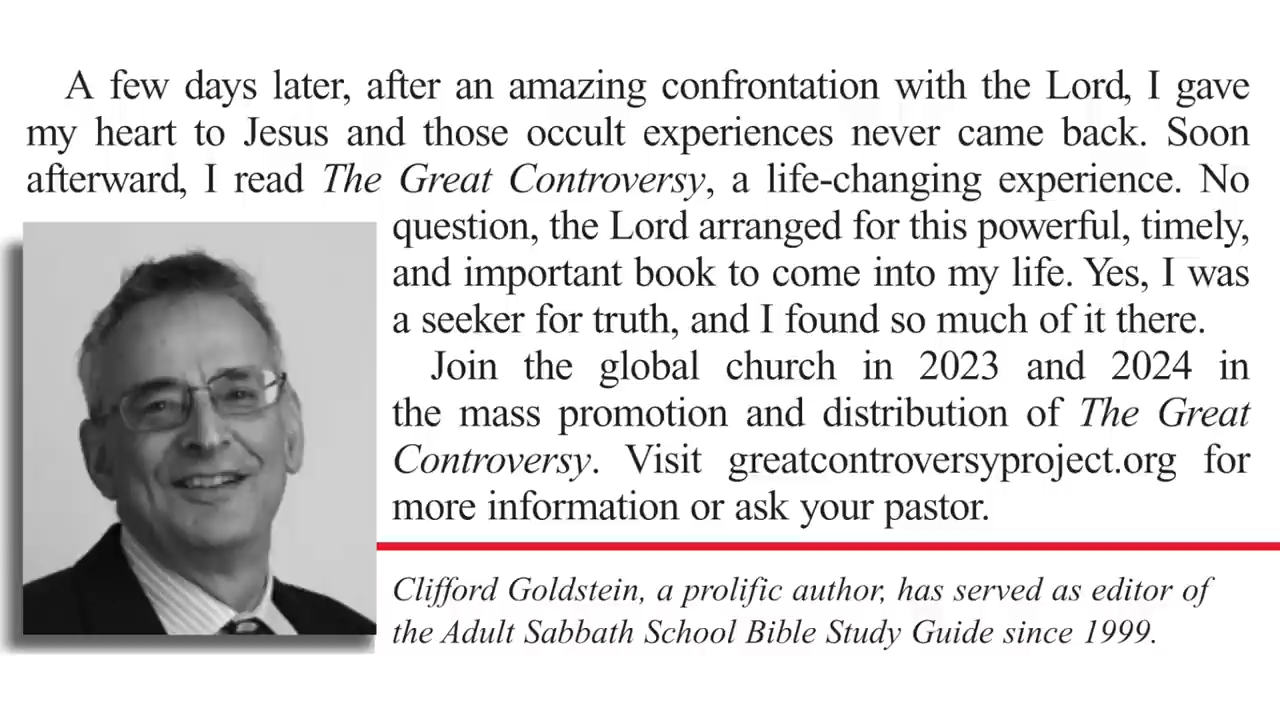 A few days later, after an amazing confrontation with the Lord, I gave
my heart to Jesus and those occult experiences never came back. Soon
afterward, I read The Great Controversy, a life-changing experience. No
question, the Lord arranged for this powerful, timely,
and important book to come into my life. Yes, I was
a seeker for truth, and I found so much of it there.
Join the global church in 2023 and 2024 in
the mass promotion and distribution of The Great
Controversy. Visit greatcontroversyproject.org for
more information or ask your pastor.
Clifford Goldstein, a prolific author, has served as editor of
the Adult Sabbath School Bible Study Guide since 1999.